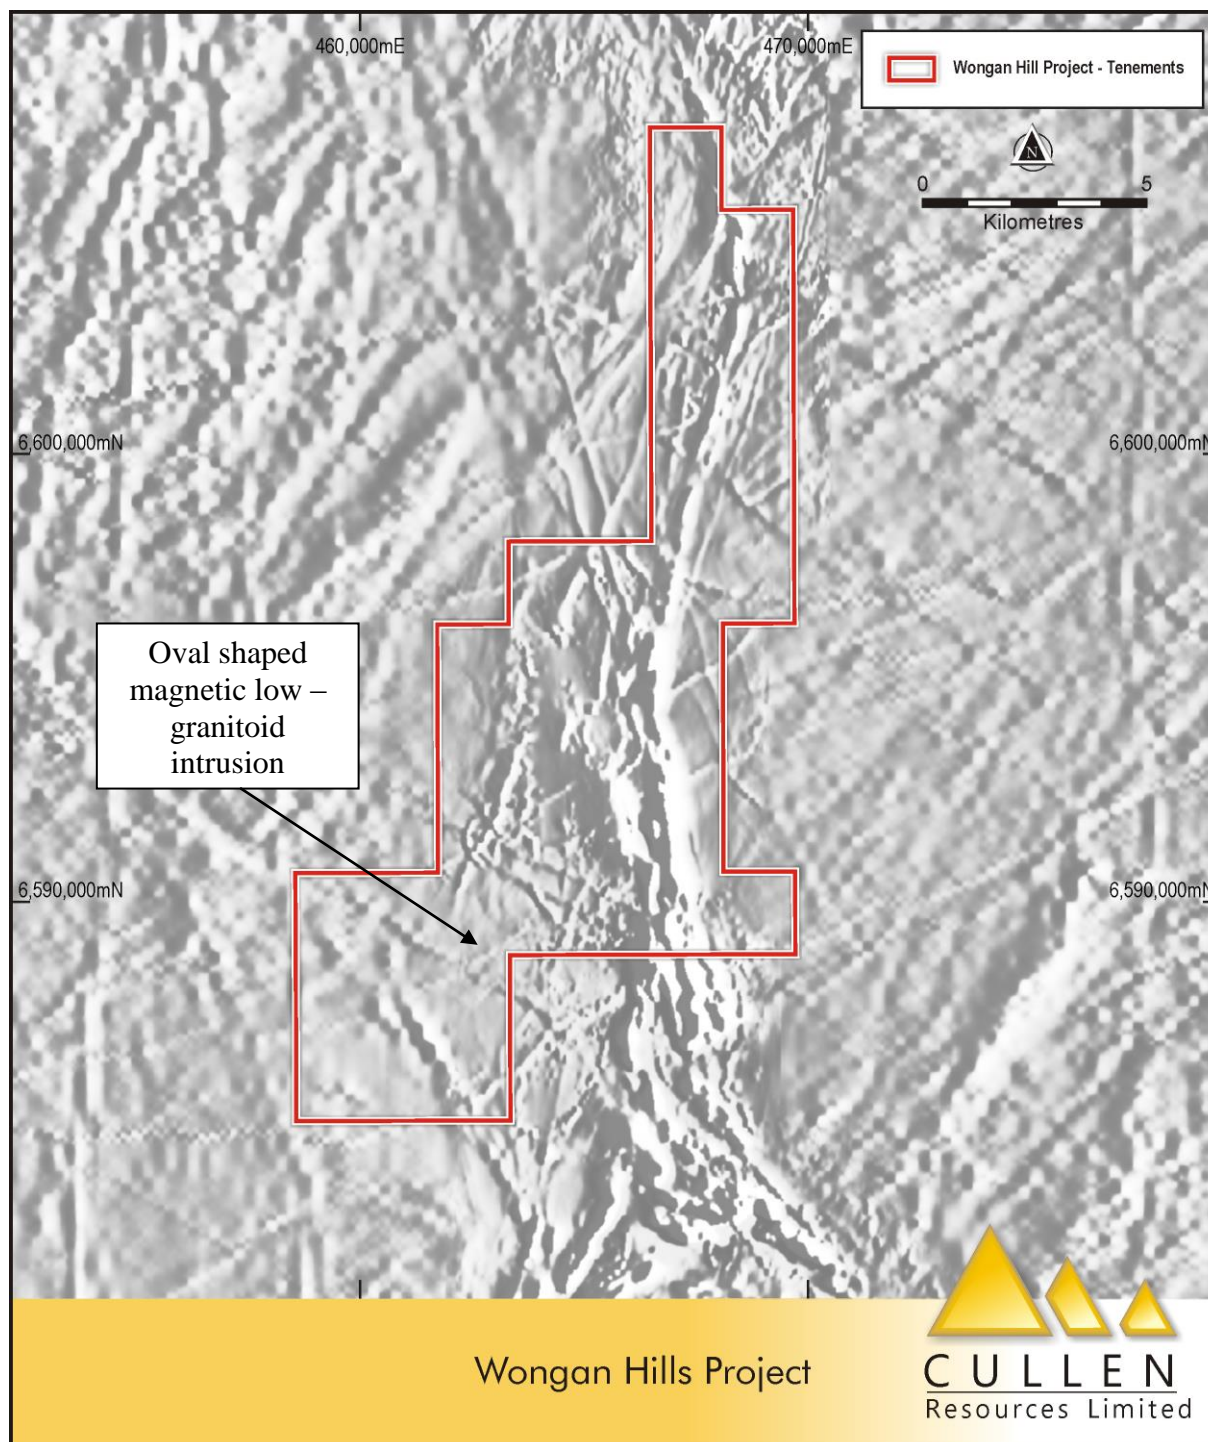 460,000mE
470,000mE
Wongan Hill Project - Tenements
N
0 5
Kilometres
6,600,000mN
6,600,000mN
Oval shaped
magnetic low –
granitoid
intrusion
6,590,000mN
6,590,000mN
Wongan Hills Project
CULLEN
Resources Limited